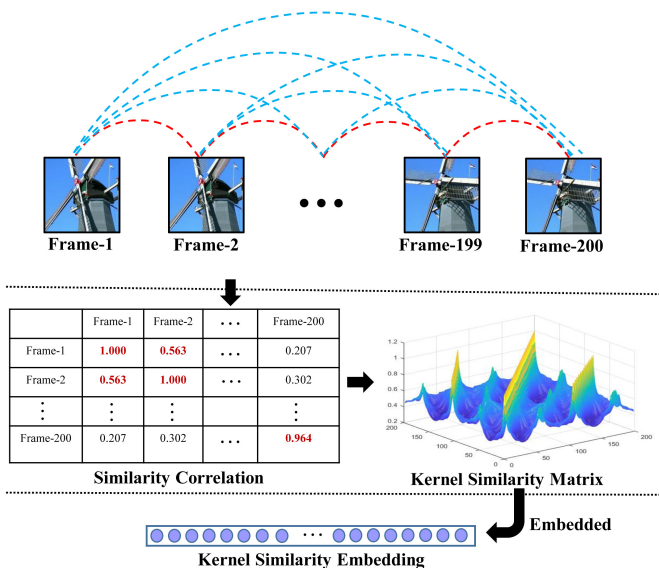 Frame-1 Frame-2 Frame-199 Frame-200
Frame-1 Frame-2 ••• Frame-200
Frame-1 1.000 0.563 ••• 0.207
Frame-2 0.563 1.000 ••• 0.302
Frame-200 0.207 0.302 ••• 0.964
Similarity Correlation
1.2
1
0.8
0.6
0.4
0.2
200
150
100
50
0
0
50
100
150
200
Kernel Similarity Matrix
Embedded
Kernel Similarity Embedding